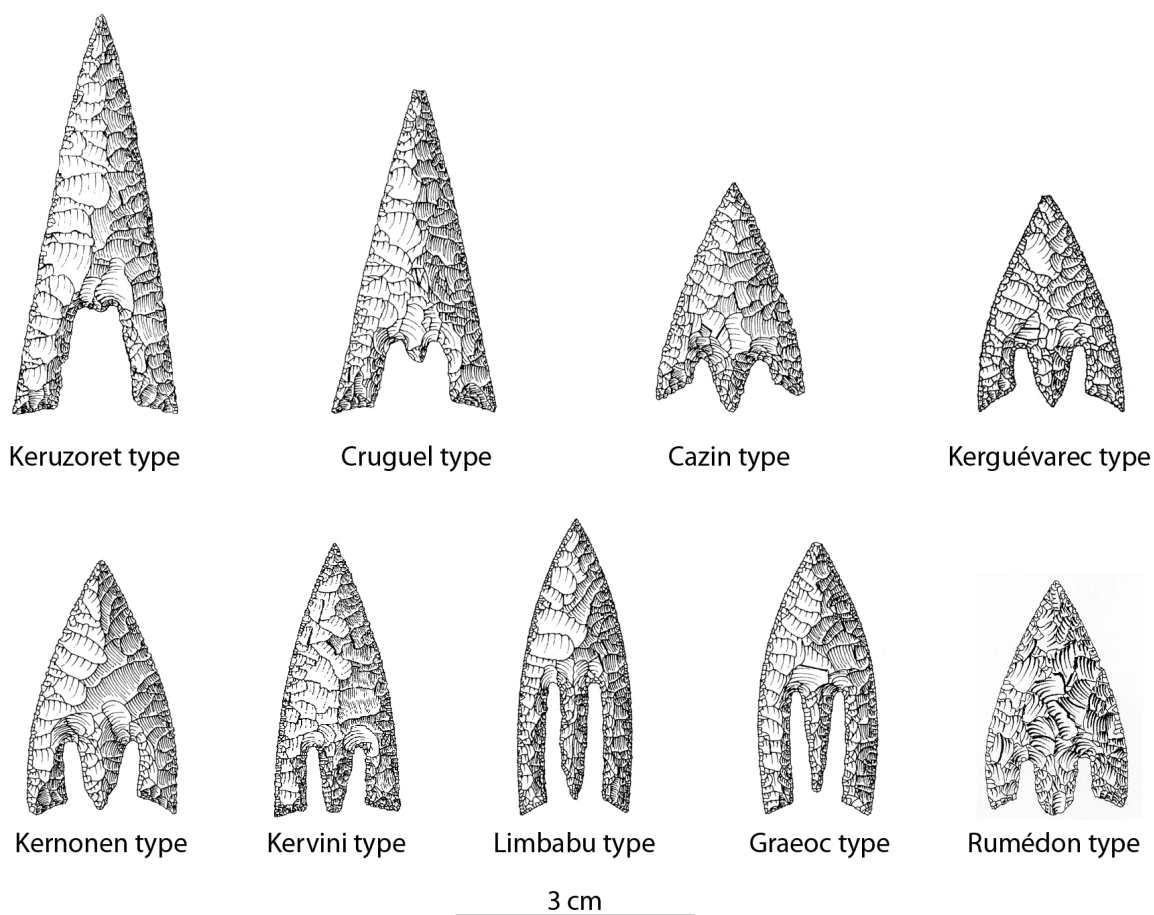 Keruzoret type
Cruguel type
Cazin type
Kerguévarec type
Kernonen type
Kervini type
Limbabu type
Graeoc type
Rumédon type
3 cm